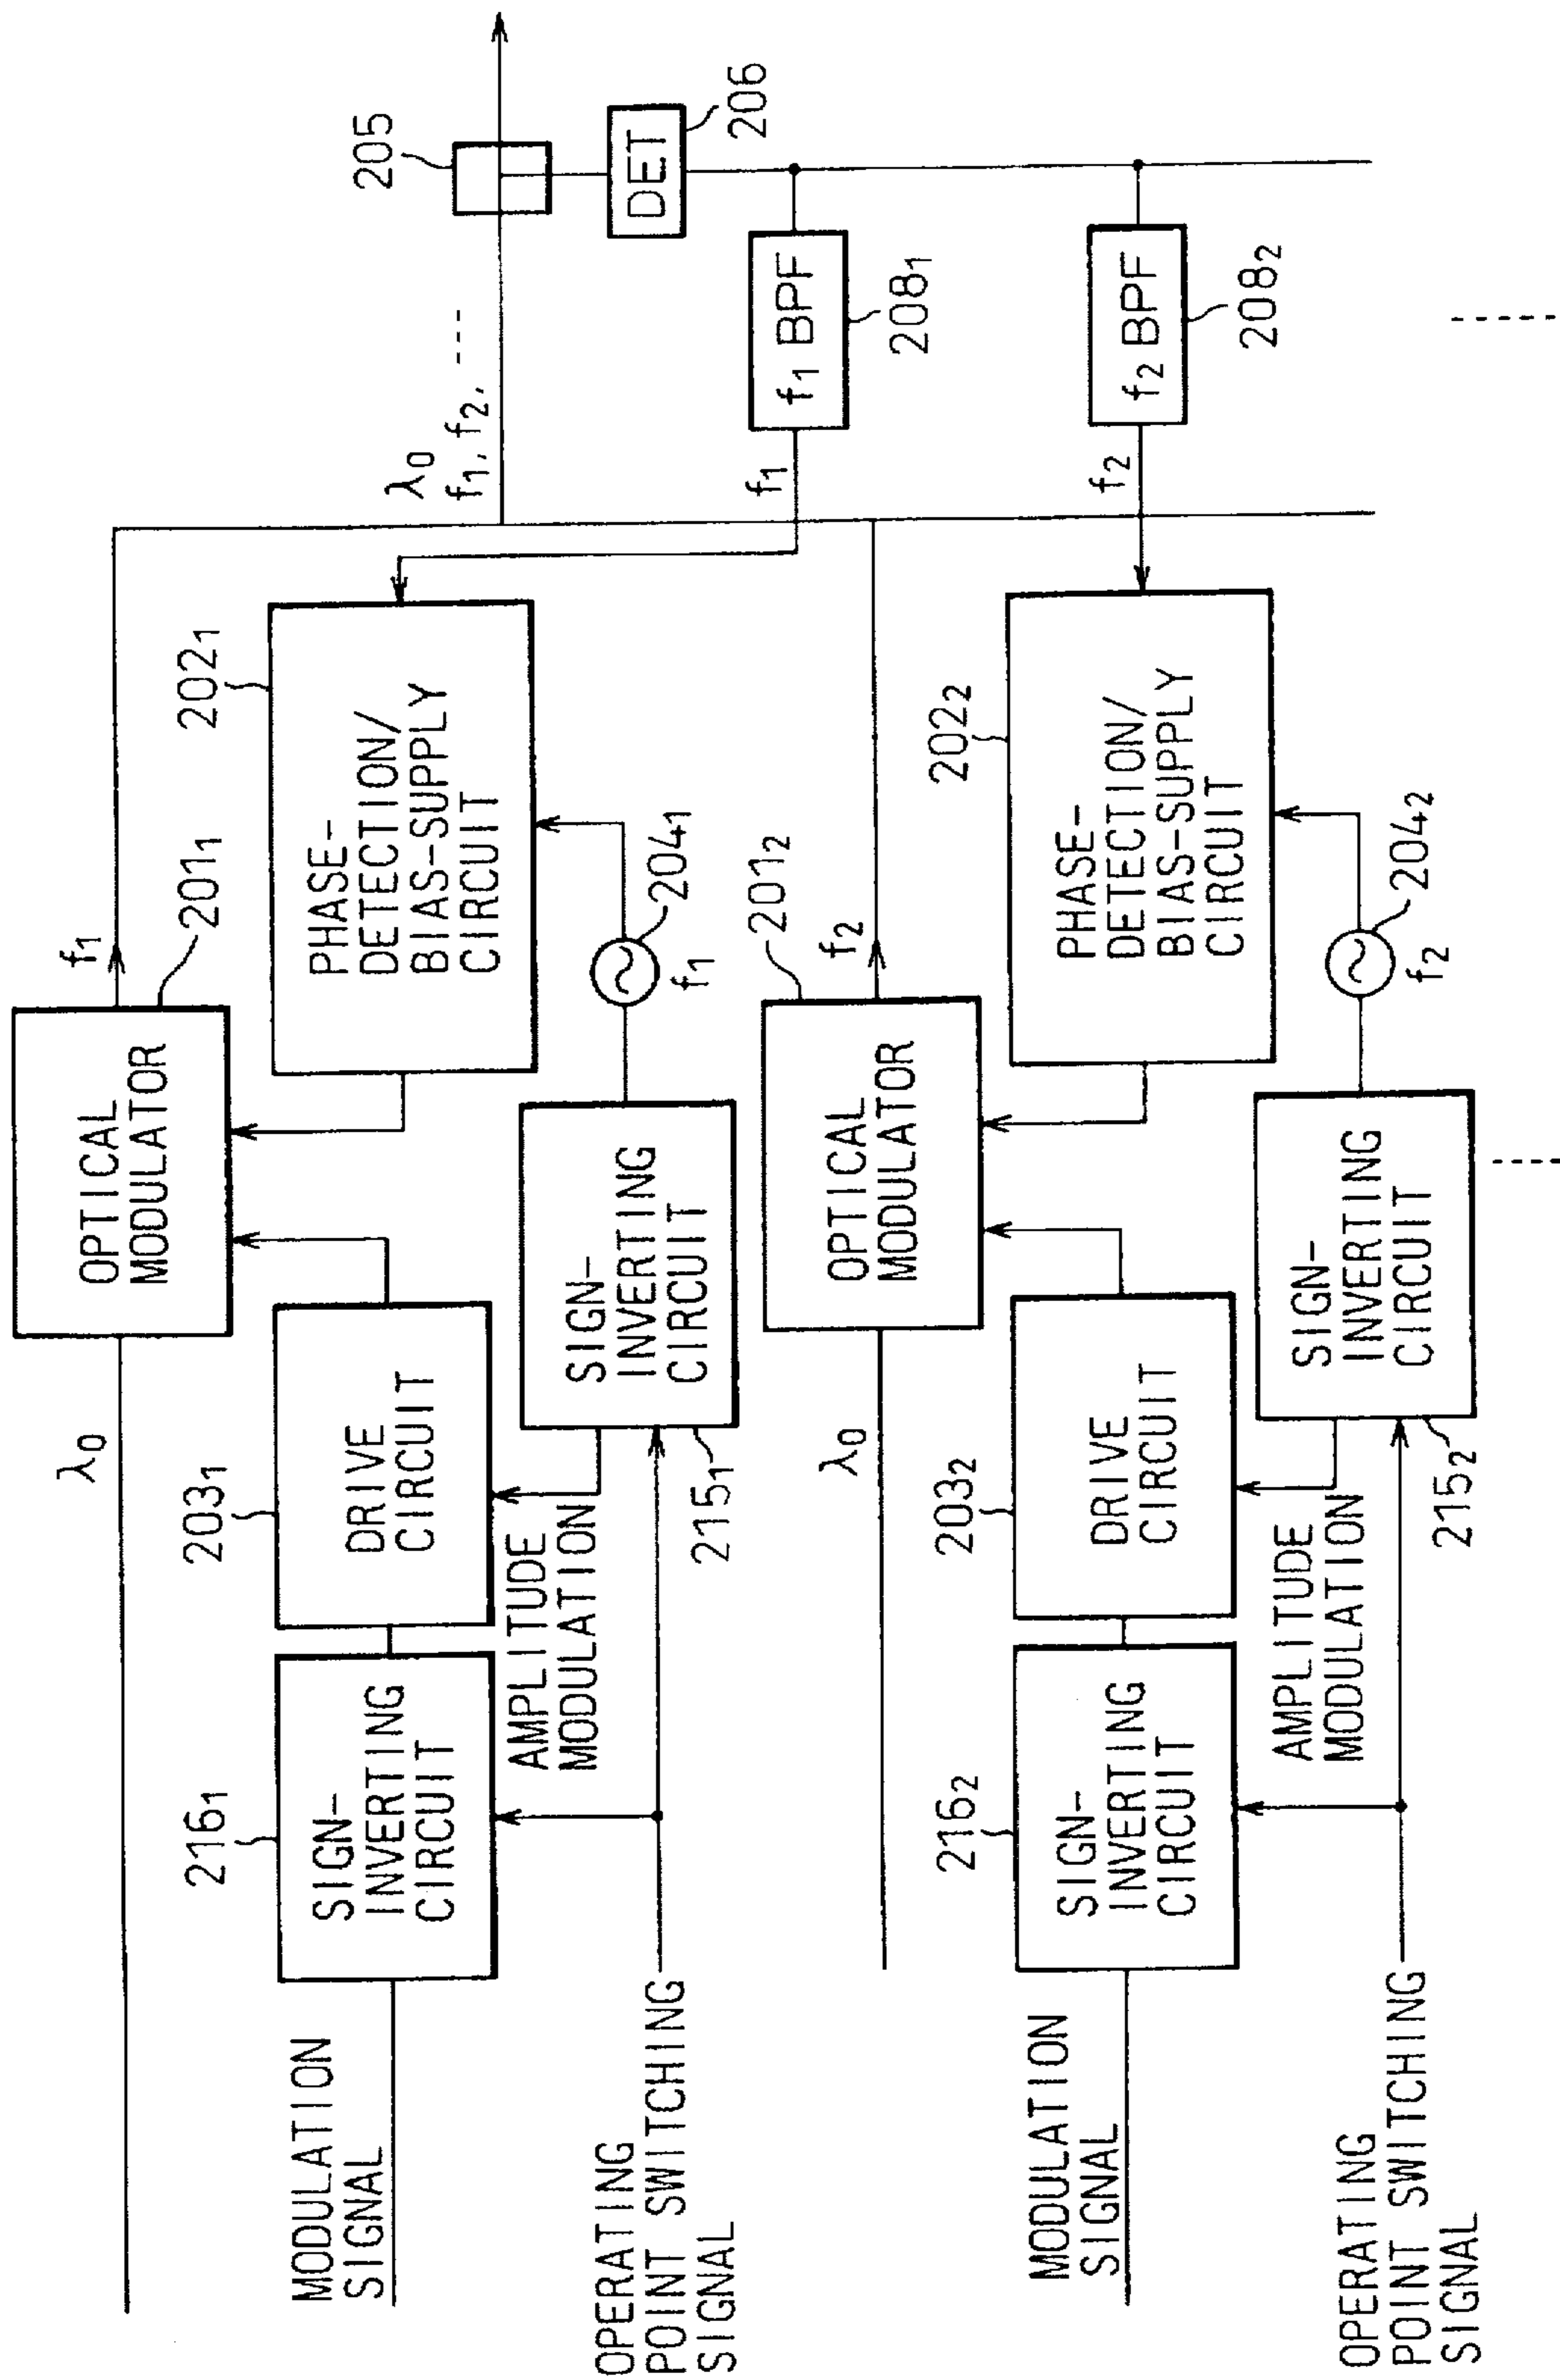 λ0
OPTICAL
MODULATOR
f1
2011
λ0
f1, f2, ----
205
DET
206
2161
SIGN-
INVERTING
CIRCUIT
2031
DRIVE
CIRCUIT
2021
PHASE-
DETECTION/
BIAS-SUPPLY
CIRCUIT
MODULATION
SIGNAL
AMPLITUDE
MODULATION
SIGN-
INVERTING
CIRCUIT
2151
2041
f1
f1
f1 BPF
2081
OPERATING
POINT SWITCHING
SIGNAL
λ0
OPTICAL
MODULATOR
2012
f2
2162
SIGN-
INVERTING
CIRCUIT
2032
DRIVE
CIRCUIT
2022
PHASE-
DETECTION/
BIAS-SUPPLY
CIRCUIT
f2
f2 BPF
2082
MODULATION
SIGNAL
AMPLITUDE
MODULATION
SIGN-
INVERTING
CIRCUIT
2152
2042
f2
OPERATING
POINT SWITCHING
SIGNAL